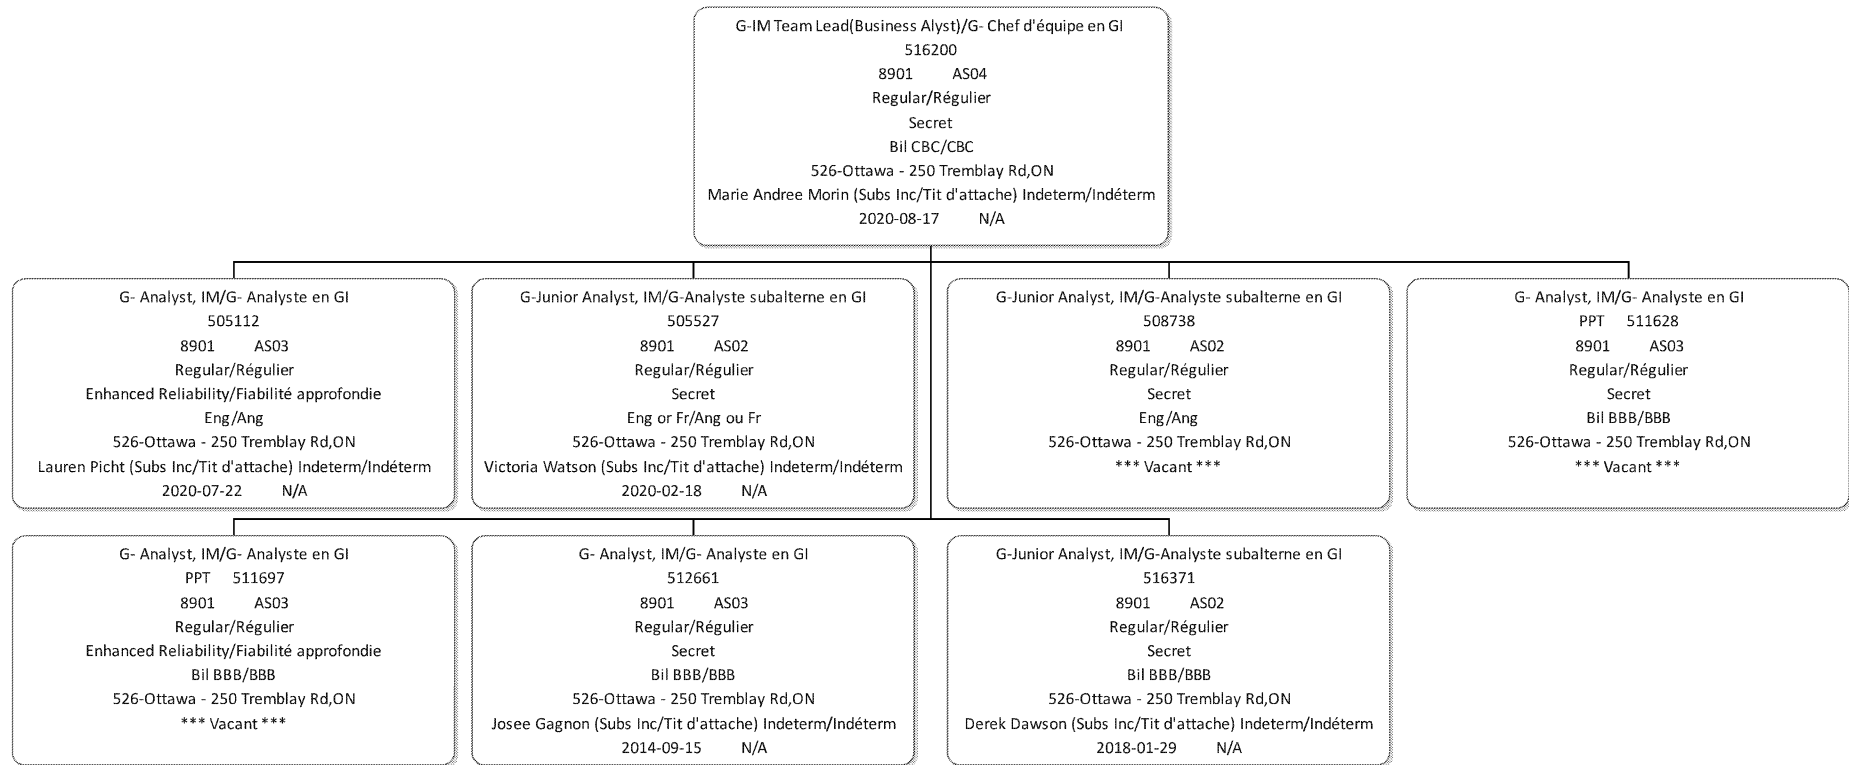 G-IM Team Lead(Business Alyst)/G- Chef d'équipe en GI
516200
8901 AS04
Regular/Régulier
Secret
Bil CBC/CBC
526-Ottawa - 250 Tremblay Rd,ON
Marie Andree Morin (Subs Inc/Tit d'attache) Indeterm/Indéterm
2020-08-17 N/A
G- Analyst, IM/G- Analyste en GI
505112
8901 AS03
Regular/Régulier
Enhanced Reliability/Fiabilité approfondie
Eng/Ang
526-Ottawa - 250 Tremblay Rd,ON
Lauren Picht (Subs Inc/Tit d'attache) Indeterm/Indéterm
2020-07-22 N/A
G-Junior Analyst, IM/G-Analyste subalterne en GI
505527
8901 AS02
Regular/Régulier
Secret
Eng or Fr/Ang ou Fr
526-Ottawa - 250 Tremblay Rd,ON
Victoria Watson (Subs Inc/Tit d'attache) Indeterm/Indéterm
2020-02-18 N/A
G-Junior Analyst, IM/G-Analyste subalterne en GI
508738
8901 AS02
Regular/Régulier
Secret
Eng/Ang
526-Ottawa - 250 Tremblay Rd,ON
*** Vacant ***
G- Analyst, IM/G- Analyste en GI
PPT 511628
8901 AS03
Regular/Régulier
Secret
Bil BBB/BBB
526-Ottawa - 250 Tremblay Rd,ON
*** Vacant ***
G- Analyst, IM/G- Analyste en GI
PPT 511697
8901 AS03
Regular/Régulier
Enhanced Reliability/Fiabilité approfondie
Bil BBB/BBB
526-Ottawa - 250 Tremblay Rd,ON
*** Vacant ***
G- Analyst, IM/G- Analyste en GI
512661
8901 AS03
Regular/Régulier
Secret
Bil BBB/BBB
526-Ottawa - 250 Tremblay Rd,ON
Josee Gagnon (Subs Inc/Tit d'attache) Indeterm/Indéterm
2014-09-15 N/A
G-Junior Analyst, IM/G-Analyste subalterne en GI
516371
8901 AS02
Regular/Régulier
Secret
Bil BBB/BBB
526-Ottawa - 250 Tremblay Rd,ON
Derek Dawson (Subs Inc/Tit d'attache) Indeterm/Indéterm
2018-01-29 N/A